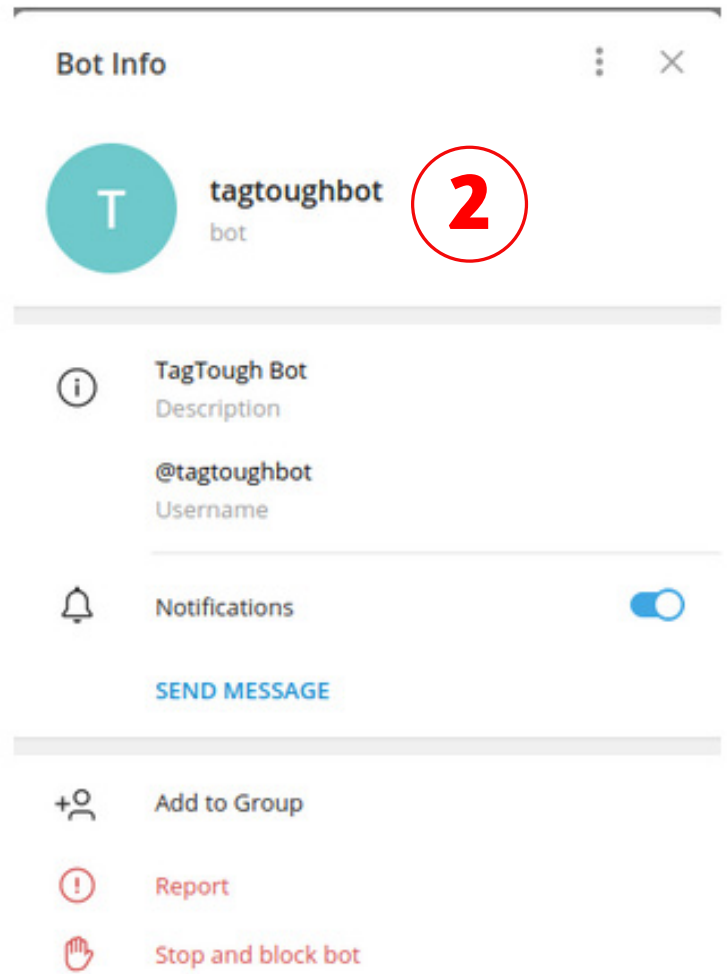 Bot Info
T
tagtoughbot
2
bot
TagTough Bot
Description
@tagtoughbot
Username
Notifications
SEND MESSAGE
Add to Group
Report
Stop and block bot